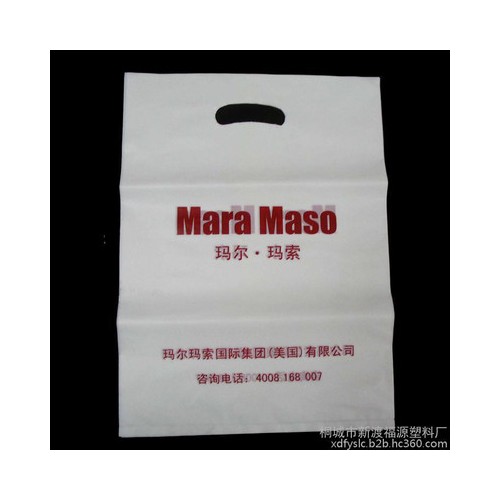 Mara Maso
玛尔·玛索
玛尔玛索国际集团(美国)有限公司
咨询电话: 4008 168 007
桐城市新渡福源塑料厂
xdfyslc.b2b.hc360.com